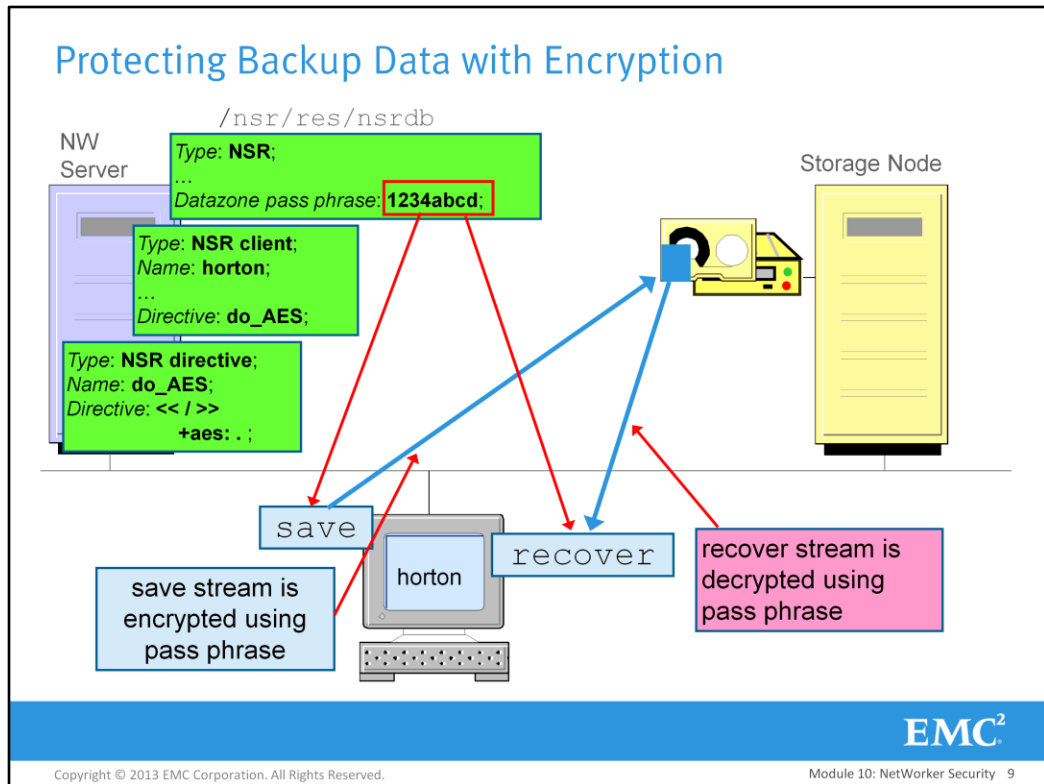 Protecting Backup Data with Encryption
/nsr/res/nsrdb
NW
Server
Type: NSR;
…
Datazone pass phrase: 1234abcd;
Storage Node
Type: NSR client;
Name: horton;
…
Directive: do_AES;
Type: NSR directive;
Name: do_AES;
Directive: << / >>
+aes: . ;
save
horton
recover
save stream is
encrypted using
pass phrase
recover stream is
decrypted using
pass phrase
EMC²
Copyright © 2013 EMC Corporation. All Rights Reserved.
Module 10: NetWorker Security 9